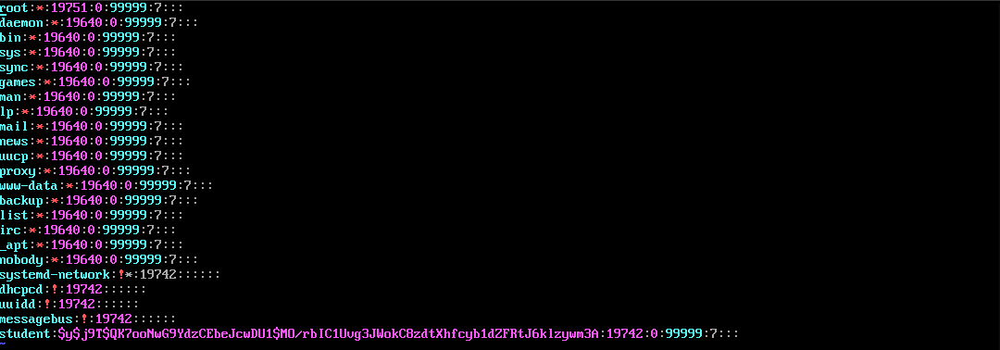 root:*:19751:0:99999:7:::
daemon:*:19640:0:99999:7:::
bin:*:19640:0:99999:7:::
sys:*:19640:0:99999:7:::
sync:*:19640:0:99999:7:::
games:*:19640:0:99999:7:::
man:*:19640:0:99999:7:::
lp:*:19640:0:99999:7:::
mail:*:19640:0:99999:7:::
news:*:19640:0:99999:7:::
uucp:*:19640:0:99999:7:::
proxy:*:19640:0:99999:7:::
www-data:*:19640:0:99999:7:::
backup:*:19640:0:99999:7:::
list:*:19640:0:99999:7:::
irc:*:19640:0:99999:7:::
_apt:*:19640:0:99999:7:::
nobody:*:19640:0:99999:7:::
systemd-network:!*:19742::::::
dhcpcd:!:19742::::::
uuidd:!:19742::::::
messagebus:!:19742::::::
student:$y$j9T$QK7ooNwG9YdzCEbeJcwDU1$MO/rbIC1Uvg3JWokC8zdtXhfcyb1dZFRtJ6klzywm3A:19742:0:99999:7:::
~